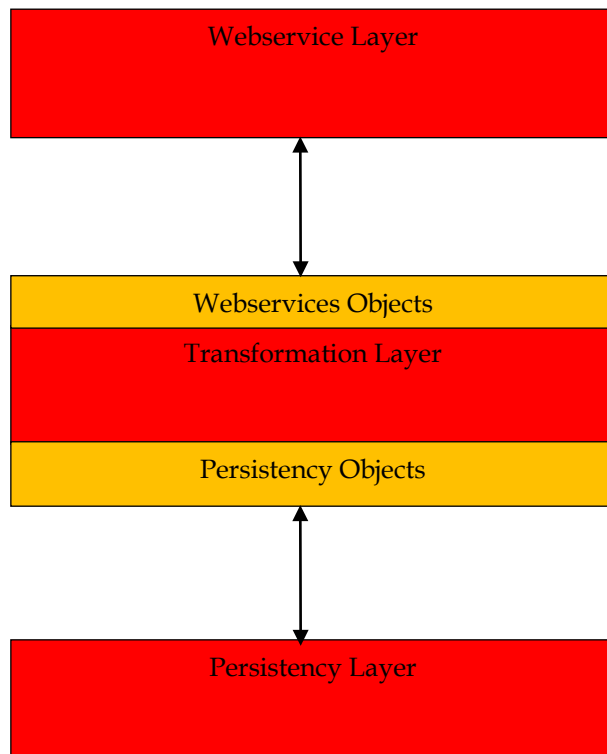 Webservice Layer
Webservices Objects
Transformation Layer
Persistency Objects
Persistency Layer